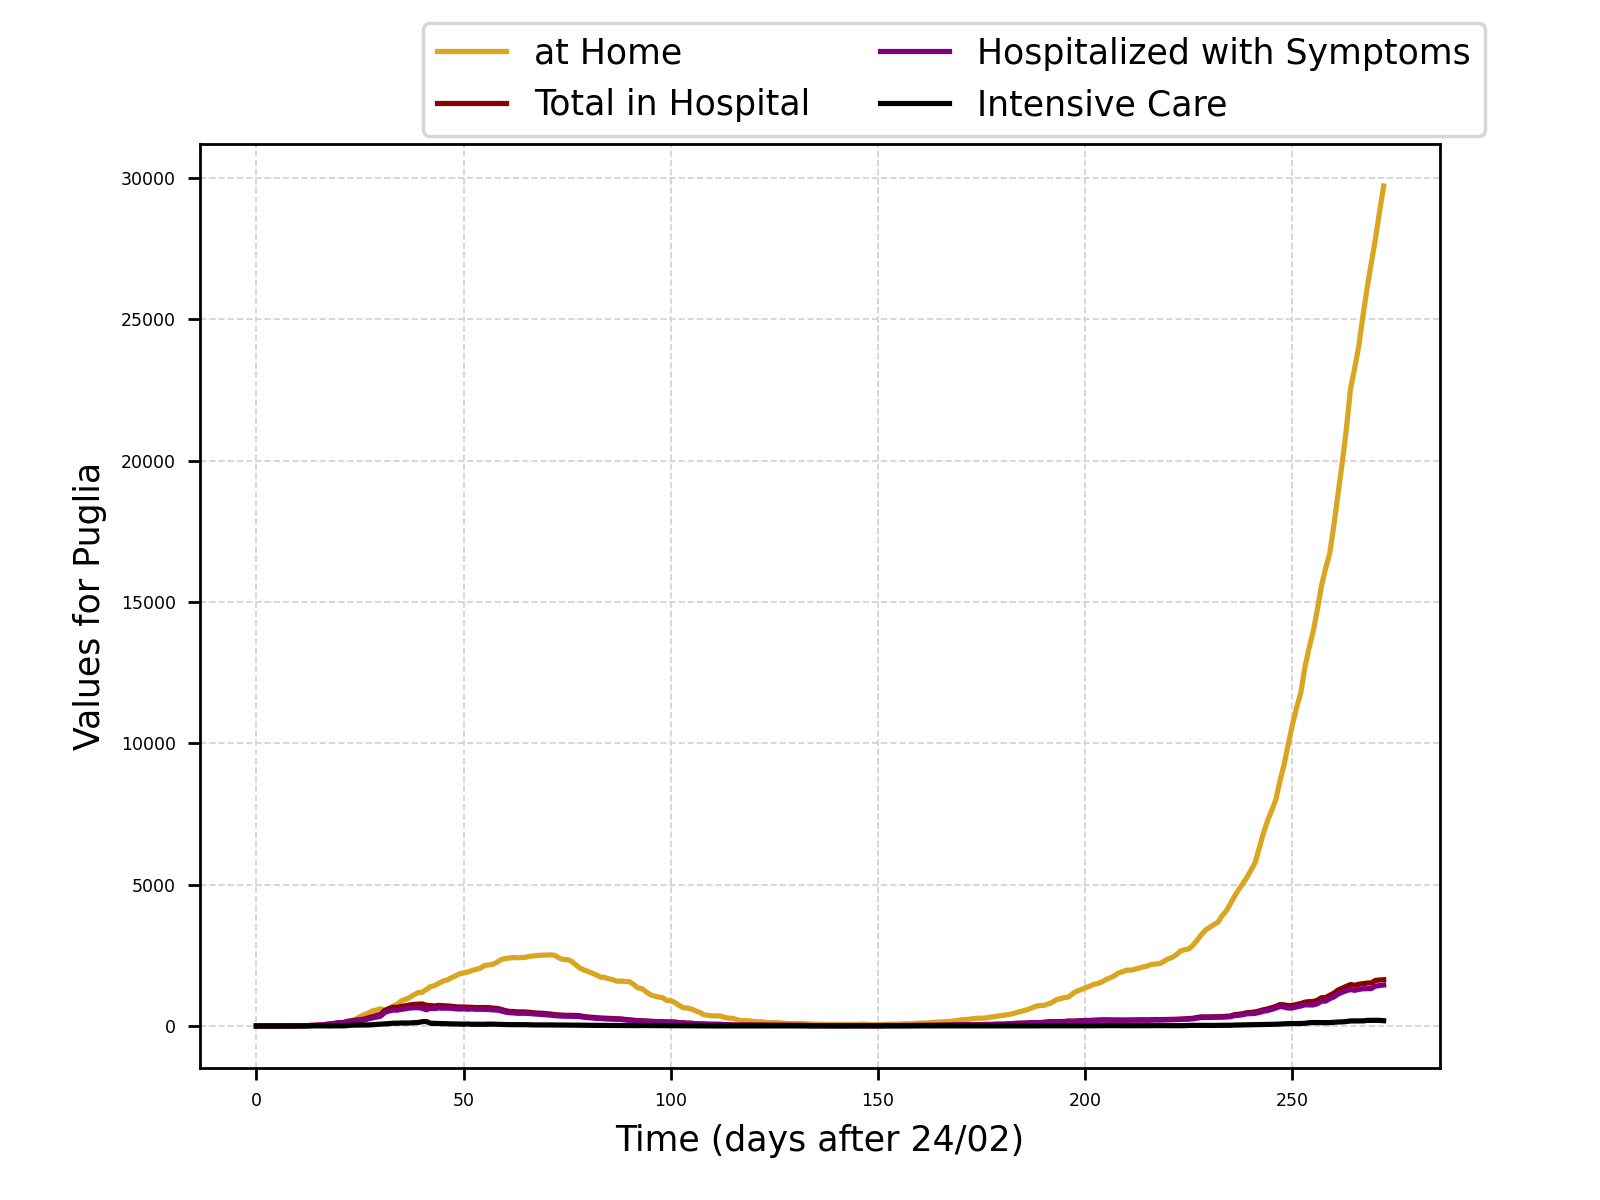 at Home
Total in Hospital
Hospitalized with Symptoms
Intensive Care
30000
25000
20000
15000
10000
5000
0
Values for Puglia
0 50 100 150 200 250
Time (days after 24/02)